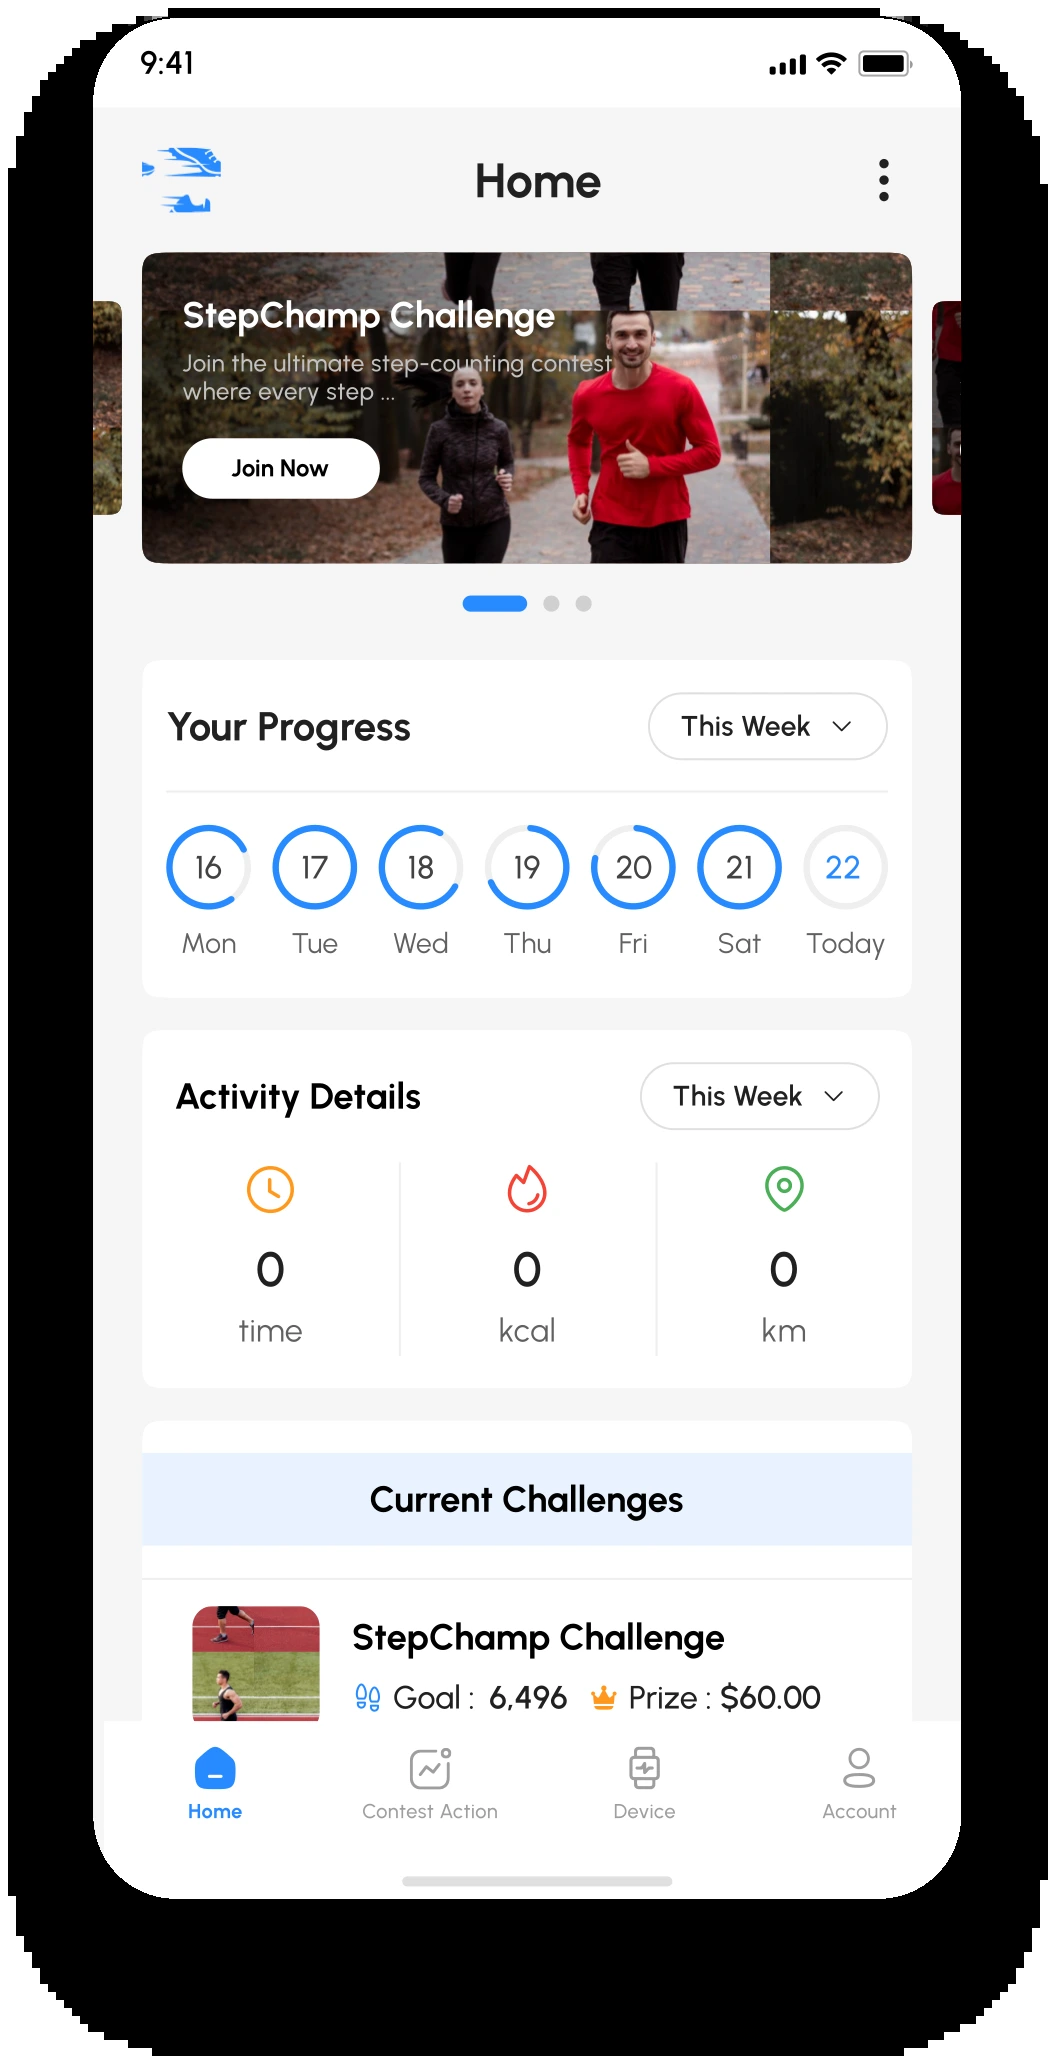 9:41
Home
StepChamp Challenge
Join the ultimate step-counting contest
where every step ...
Join Now
Your Progress
This Week
16 17 18 19 20 21 22
Mon Tue Wed Thu Fri Sat Today
Activity Details
This Week
0 0 0
time kcal km
Current Challenges
StepChamp Challenge
Goal : 6,496 Prize : $60.00
Home Contest Action Device Account